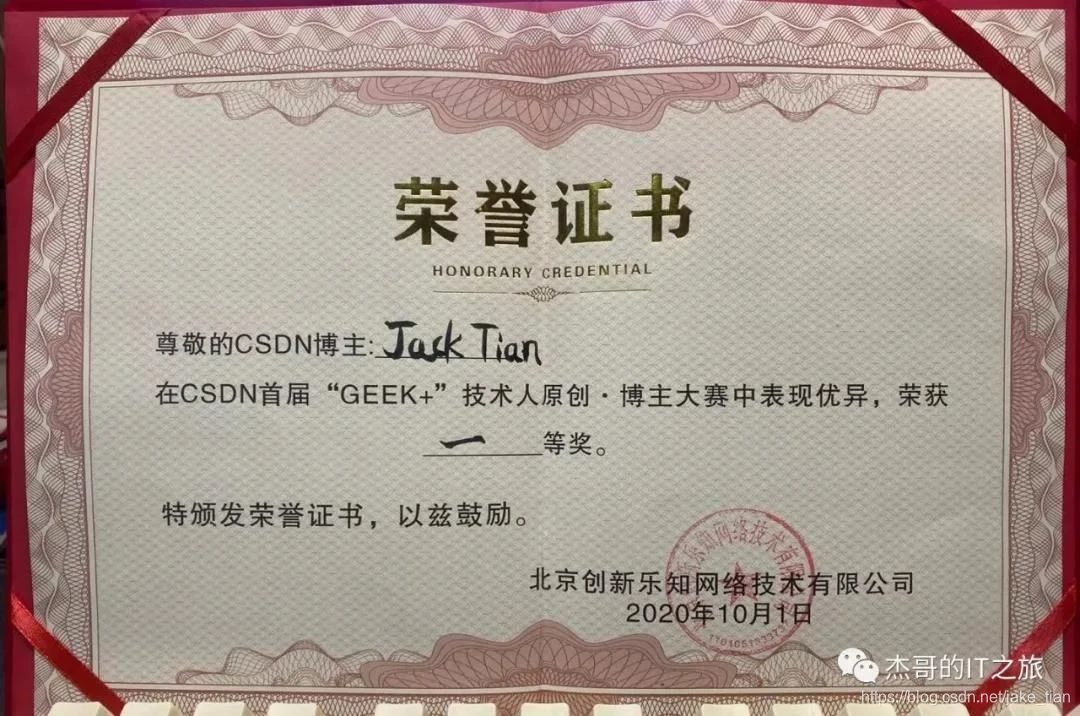 荣誉证书
HONORARY CREDENTIAL
尊敬的CSDN博主:Jack Tian
在CSDN首届“GEEK+”技术人原创·博主大赛中表现优异，荣获
一等奖。
特颁发荣誉证书，以兹鼓励。
北京创新乐知网络技术有限公司
2020年10月1日
杰哥的IT之旅
https://blog.csdn.net/jake_tian